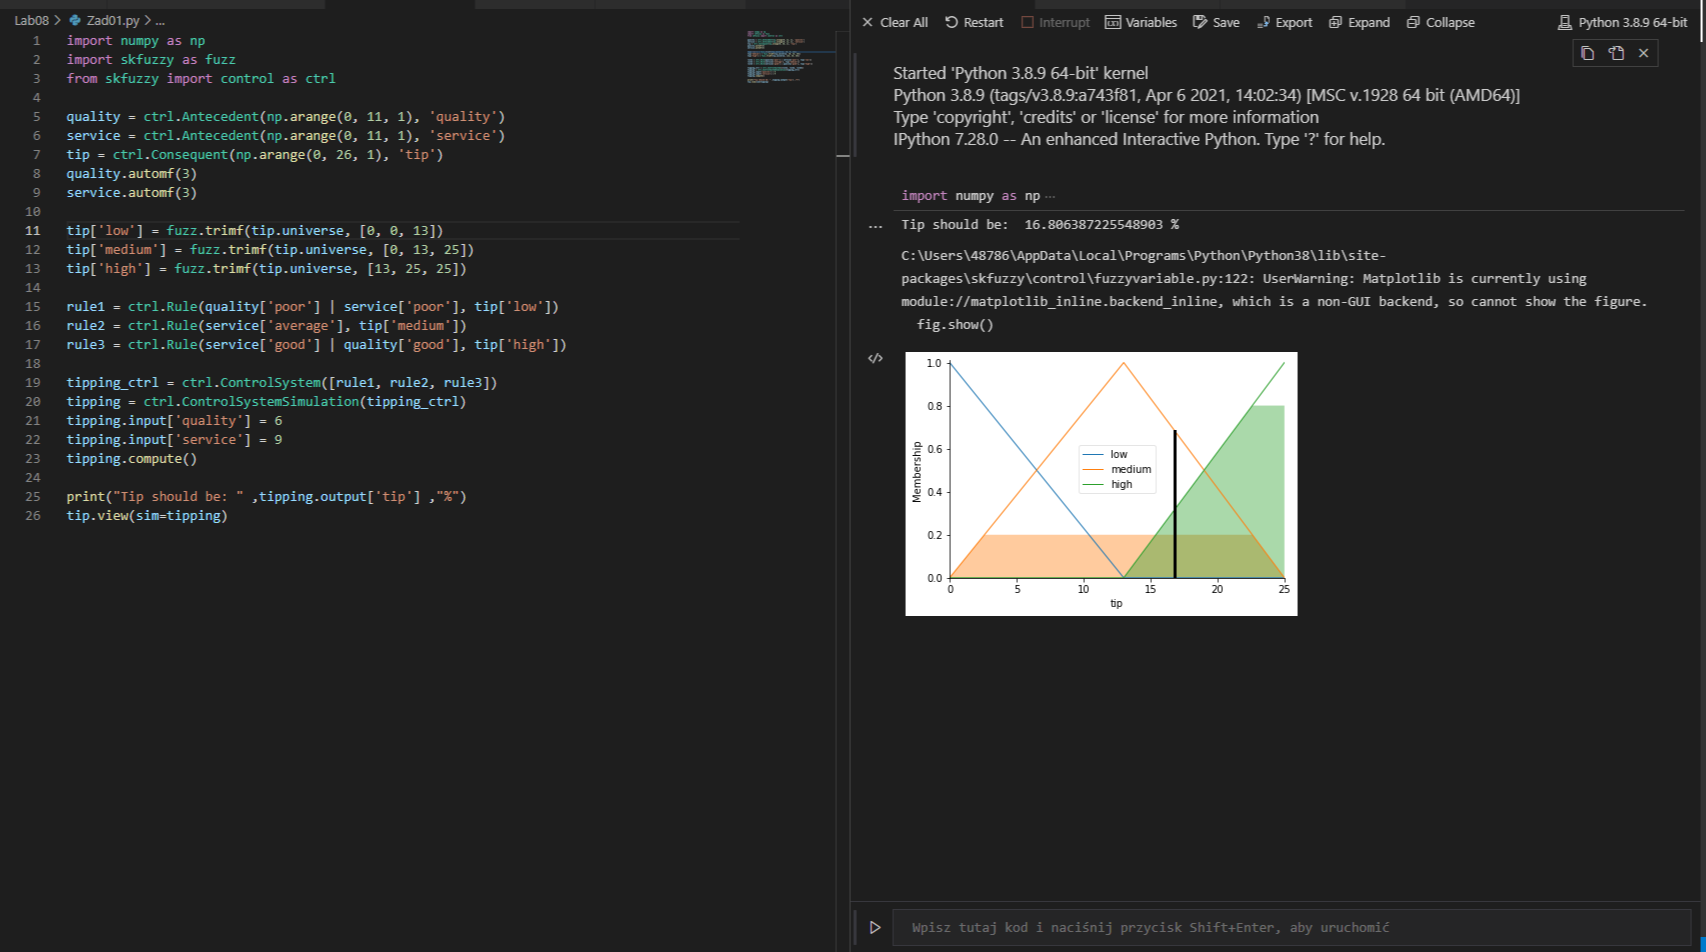 Lab08 > Zad01.py > ...
1 import numpy as np
2 import skfuzzy as fuzz
3 from skfuzzy import control as ctrl
4
5 quality = ctrl.Antecedent(np.arange(0, 11, 1), 'quality')
6 service = ctrl.Antecedent(np.arange(0, 11, 1), 'service')
7 tip = ctrl.Consequent(np.arange(0, 26, 1), 'tip')
8 quality.automf(3)
9 service.automf(3)
10
11 tip['low'] = fuzz.trimf(tip.universe, [0, 0, 13])
12 tip['medium'] = fuzz.trimf(tip.universe, [0, 13, 25])
13 tip['high'] = fuzz.trimf(tip.universe, [13, 25, 25])
14
15 rule1 = ctrl.Rule(quality['poor'] | service['poor'], tip['low'])
16 rule2 = ctrl.Rule(service['average'], tip['medium'])
17 rule3 = ctrl.Rule(service['good'] | quality['good'], tip['high'])
18
19 tipping_ctrl = ctrl.ControlSystem([rule1, rule2, rule3])
20 tipping = ctrl.ControlSystemSimulation(tipping_ctrl)
21 tipping.input['quality'] = 6
22 tipping.input['service'] = 9
23 tipping.compute()
24
25 print("Tip should be: " ,tipping.output['tip'] ,"%")
26 tip.view(sim=tipping)
Clear All Restart Interrupt Variables Save Export Expand Collapse Python 3.8.9 64-bit
Started 'Python 3.8.9 64-bit' kernel
Python 3.8.9 (tags/v3.8.9:a743f81, Apr 6 2021, 14:02:34) [MSC v.1928 64 bit (AMD64)]
Type 'copyright', 'credits' or 'license' for more information
IPython 7.28.0 -- An enhanced Interactive Python. Type '?' for help.
import numpy as np ...
Tip should be:  16.806387225548903 %
C:\Users\48786\AppData\Local\Programs\Python\Python38\lib\site-
packages\skfuzzy\control\fuzzyvariable.py:122: UserWarning: Matplotlib is currently using
module://matplotlib_inline.backend_inline, which is a non-GUI backend, so cannot show the figure.
fig.show()
1.0
0.8
0.6
0.4
0.2
0.0
Membership
low
medium
high
0 5 10 15 20 25
tip
Wpisz tutaj kod i naciśnij przycisk Shift+Enter, aby uruchomić